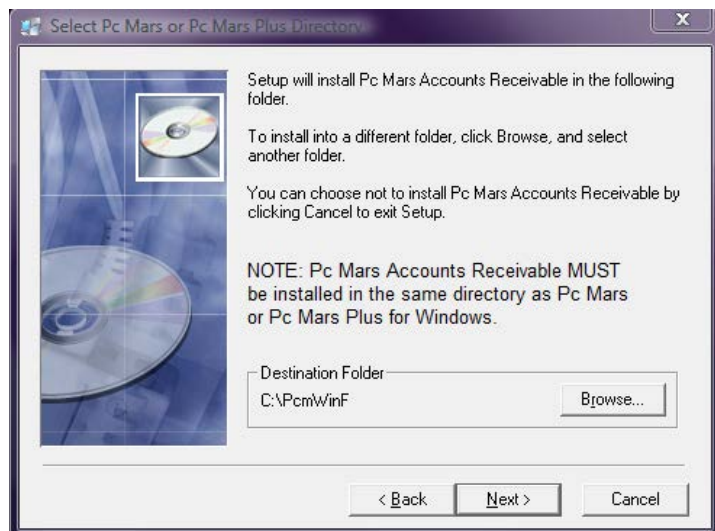 Select Pc Mars or Pc Mars Plus Directory
X
Setup will install Pc Mars Accounts Receivable in the following
folder.
To install into a different folder, click Browse, and select
another folder.
You can choose not to install Pc Mars Accounts Receivable by
clicking Cancel to exit Setup.
NOTE: Pc Mars Accounts Receivable MUST
be installed in the same directory as Pc Mars
or Pc Mars Plus for Windows.
Destination Folder
C:\PcmWinF
Browse...
< Back
Next >
Cancel